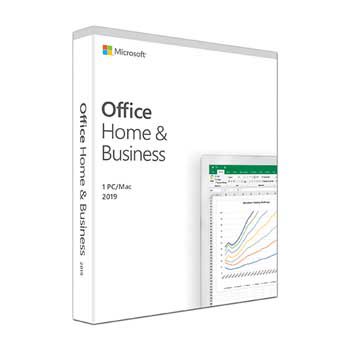 Microsoft
Office
Home &
Business
1 PC/Mac
2019
Office Home & Business
2019